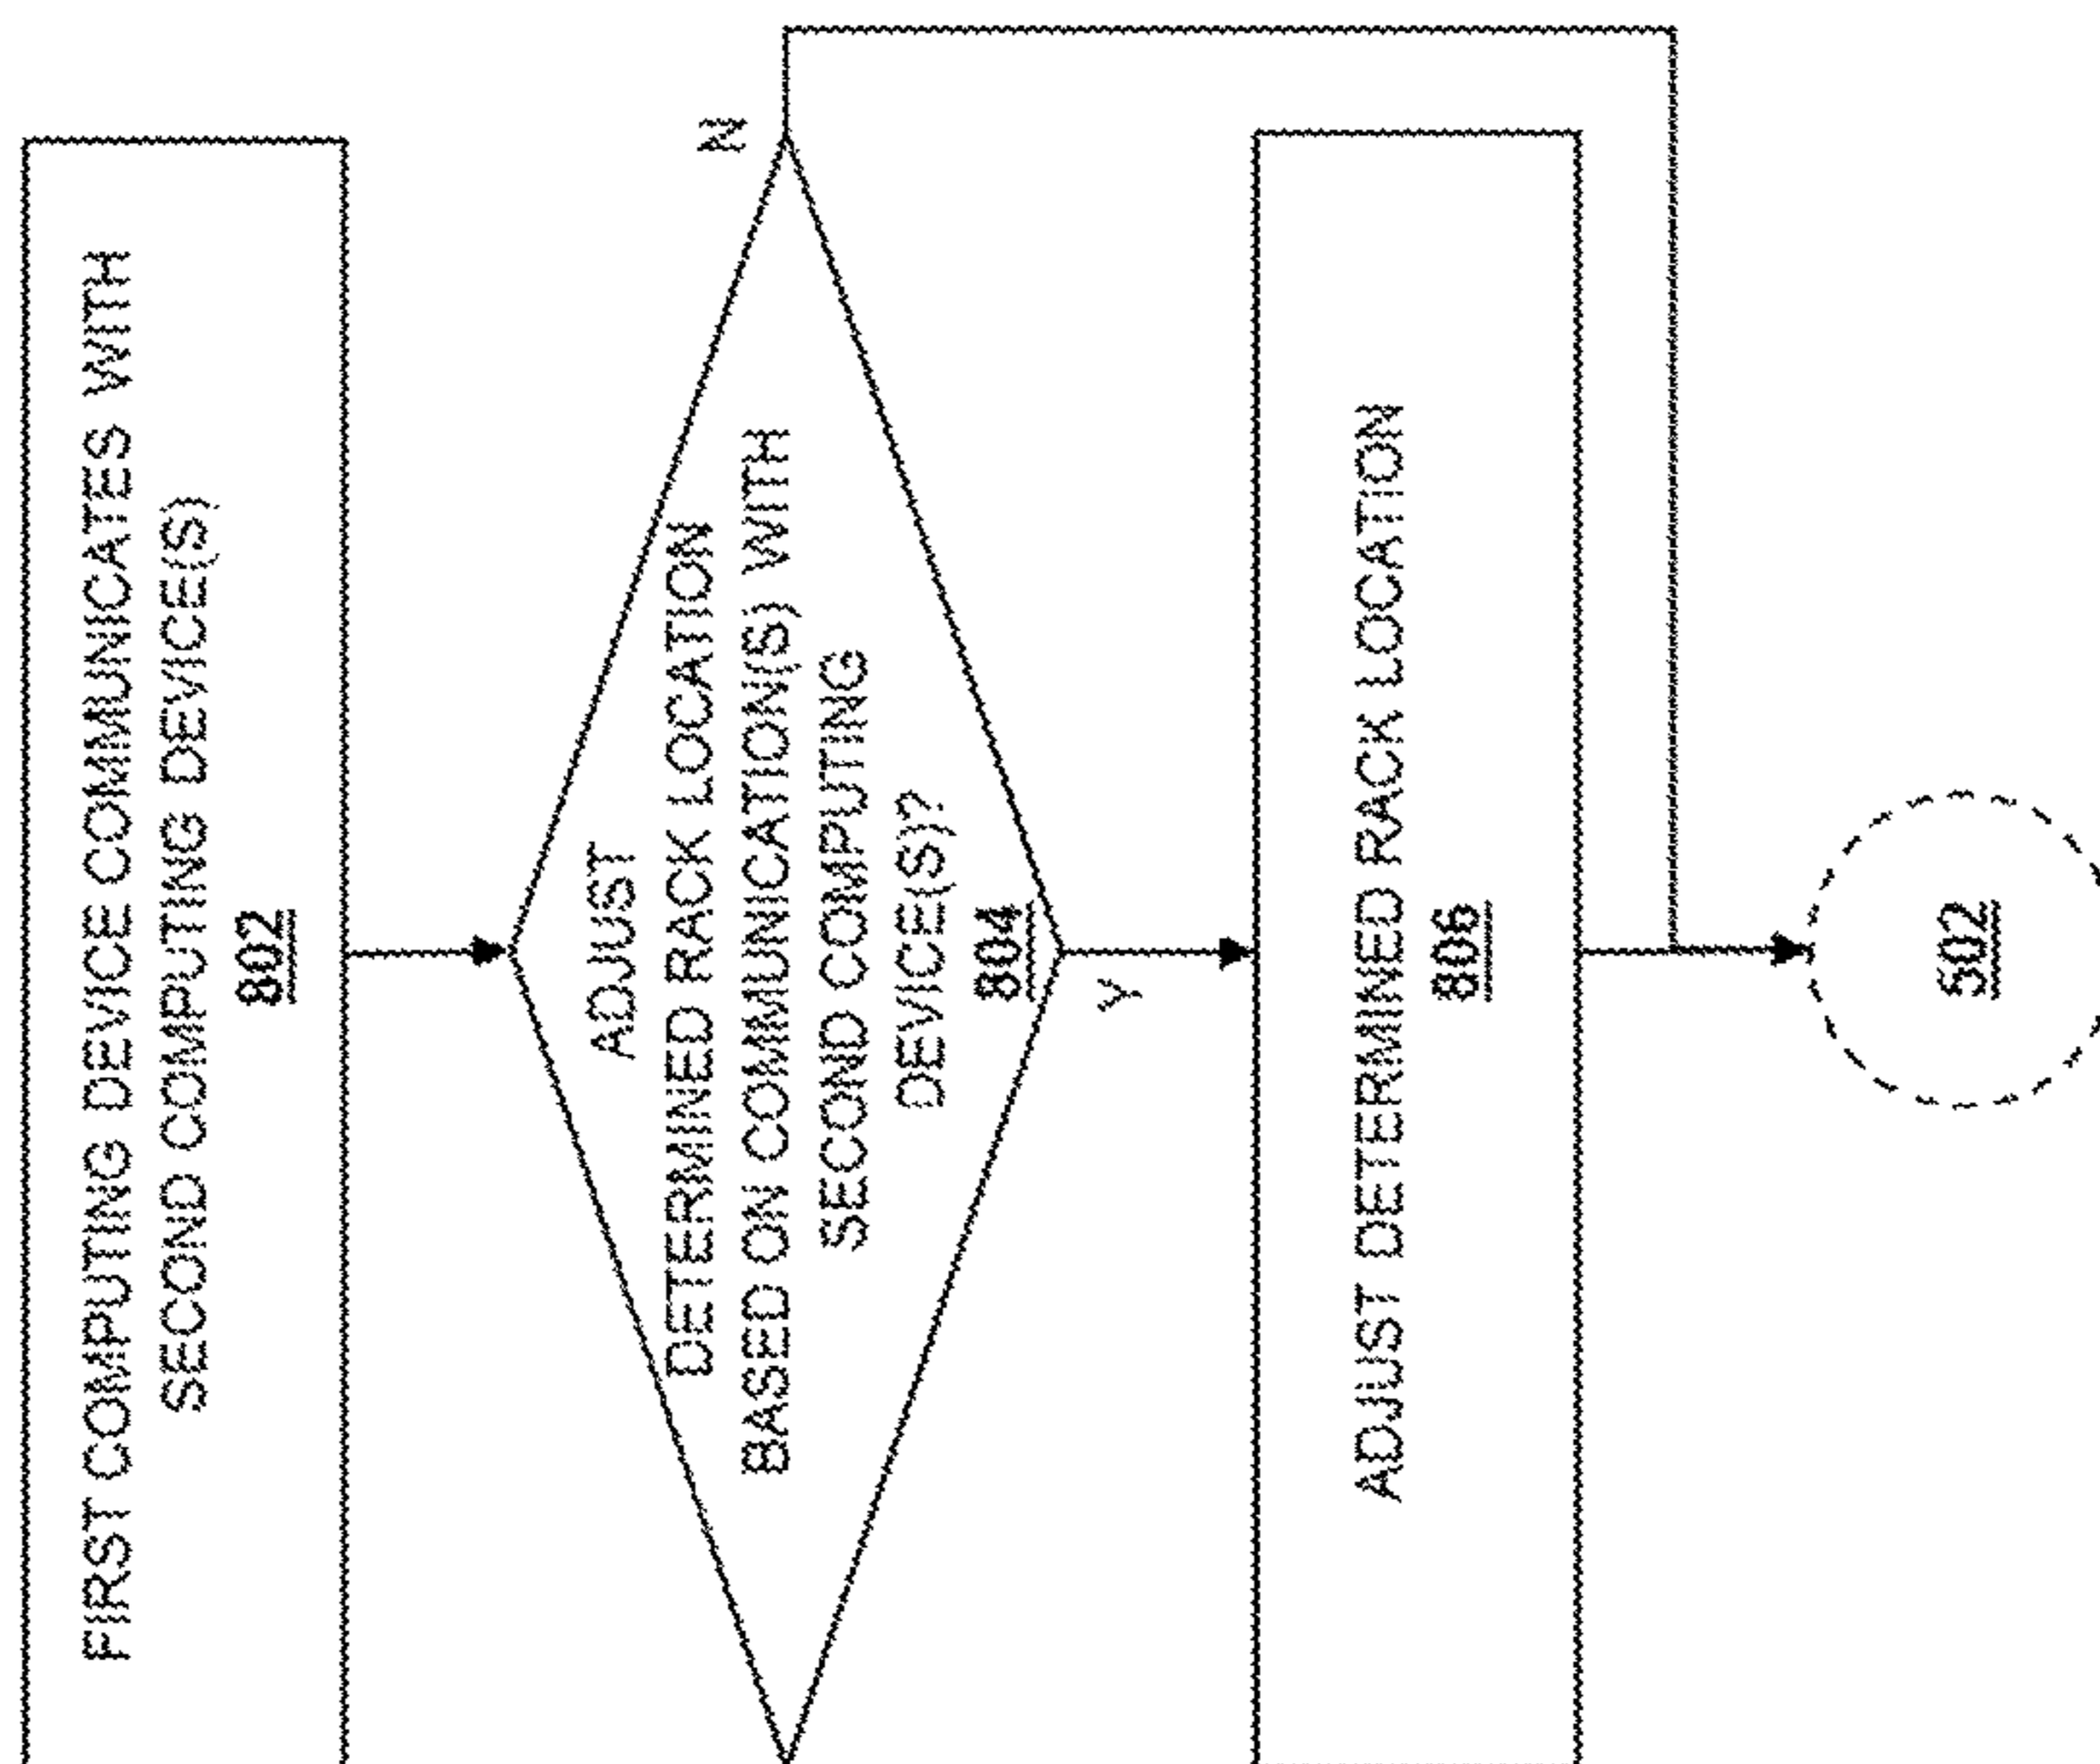 FIRST COMPUTING DEVICE COMMUNICATES WITH
SECOND COMPUTING DEVICE(S)
802
ADJUST
DETERMINED RACK LOCATION
BASED ON COMMUNICATION(S) WITH
SECOND COMPUTING
DEVICE(S)?
804
N
Y
ADJUST DETERMINED RACK LOCATION
806
502